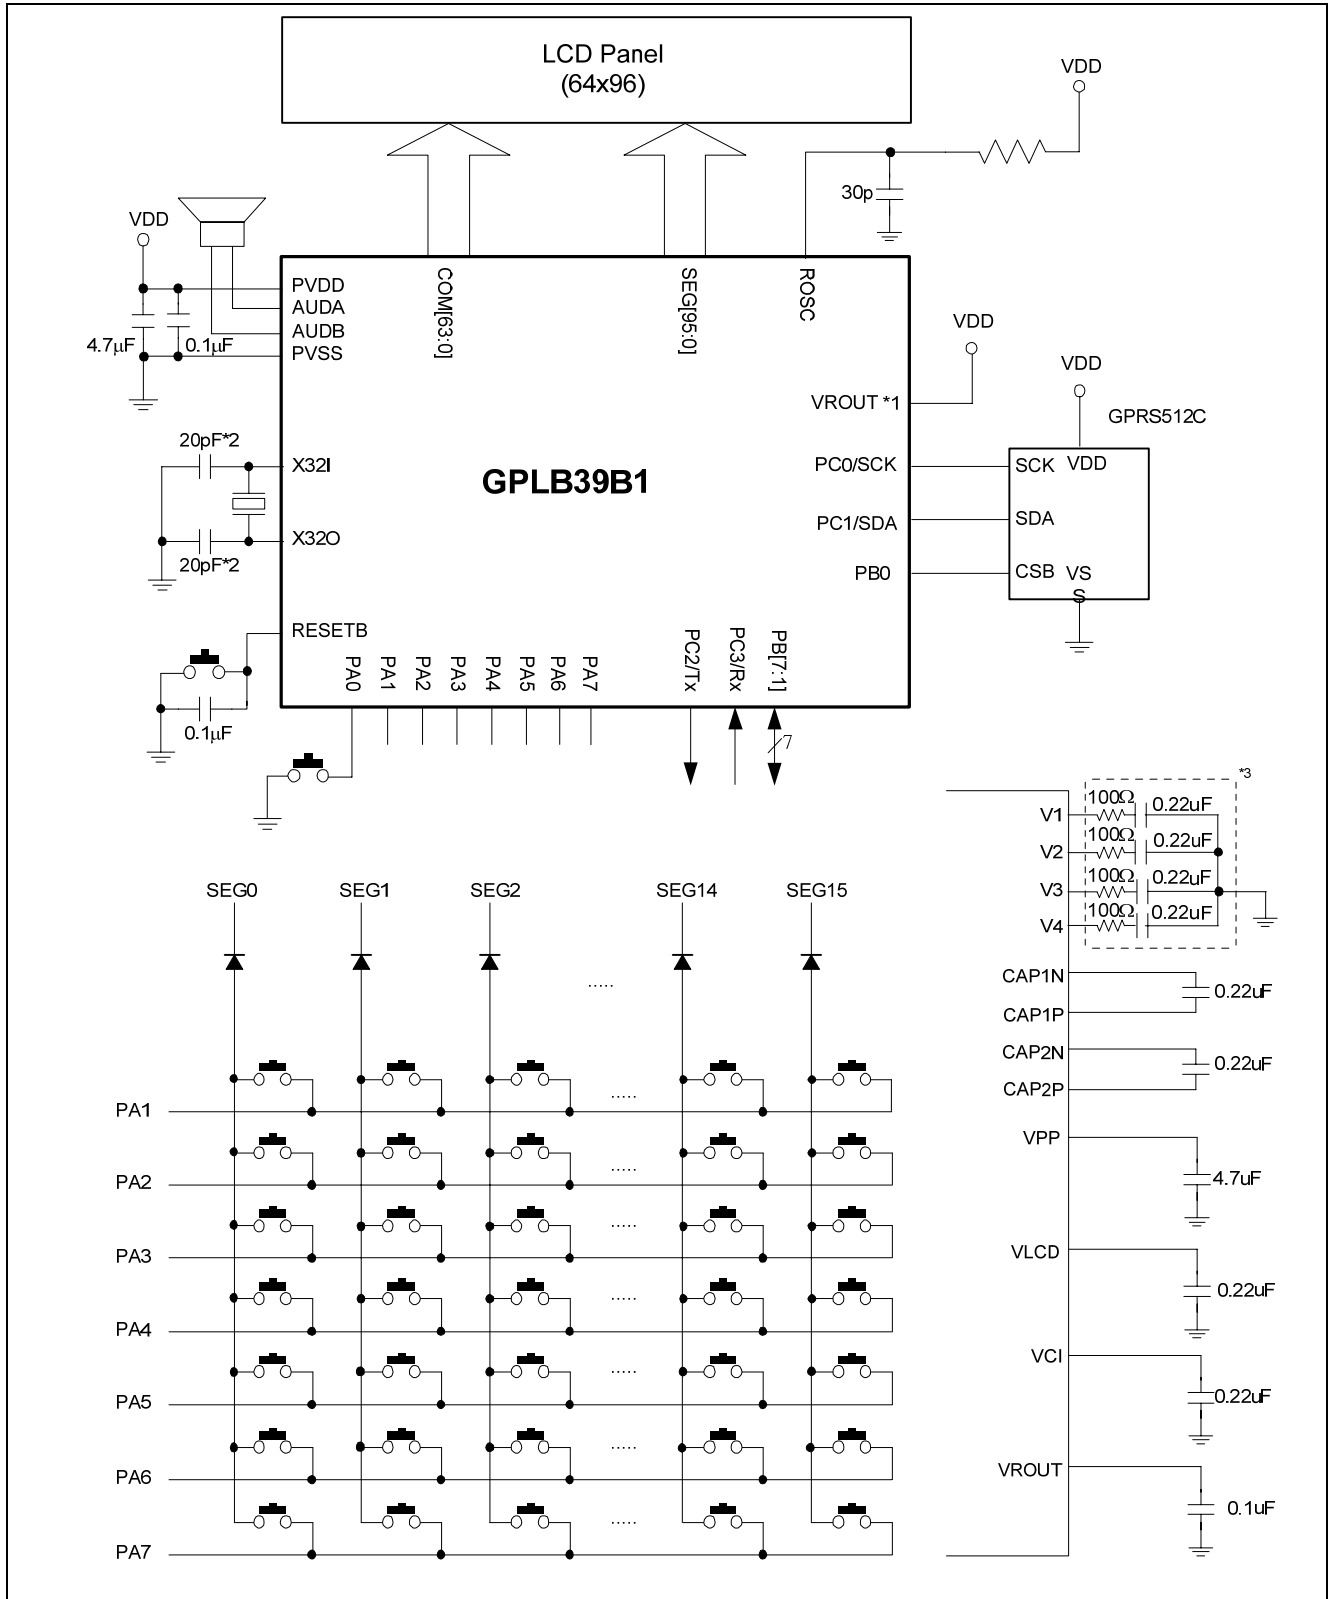 LCD Panel
(64x96)
VDD
30p
VDD
PVDD
AUDA
AUDB
PVSS
4.7µF
0.1µF
COM[63:0]
SEG[95:0]
ROSC
VDD
VROUT *1
VDD
GPRS512C
20pF*2
X32I
X32O
20pF*2
GPLB39B1
PC0/SCK
PC1/SDA
PB0
SCK VDD
SDA
CSB VS
S
RESETB
0.1µF
PA0
PA1
PA2
PA3
PA4
PA5
PA6
PA7
PC2/Tx
PC3/Rx
PB[7:1]
7
*3
V1 100Ω 0.22uF
V2 100Ω 0.22uF
V3 100Ω 0.22uF
V4 100Ω 0.22uF
SEG0 SEG1 SEG2 SEG14 SEG15
.....
CAP1N
CAP1P
0.22uF
CAP2N
CAP2P
0.22uF
VPP
4.7uF
VLCD
0.22uF
VCI
0.22uF
VROUT
0.1uF
.....
PA1
.....
PA2
.....
PA3
.....
PA4
.....
PA5
.....
PA6
.....
PA7